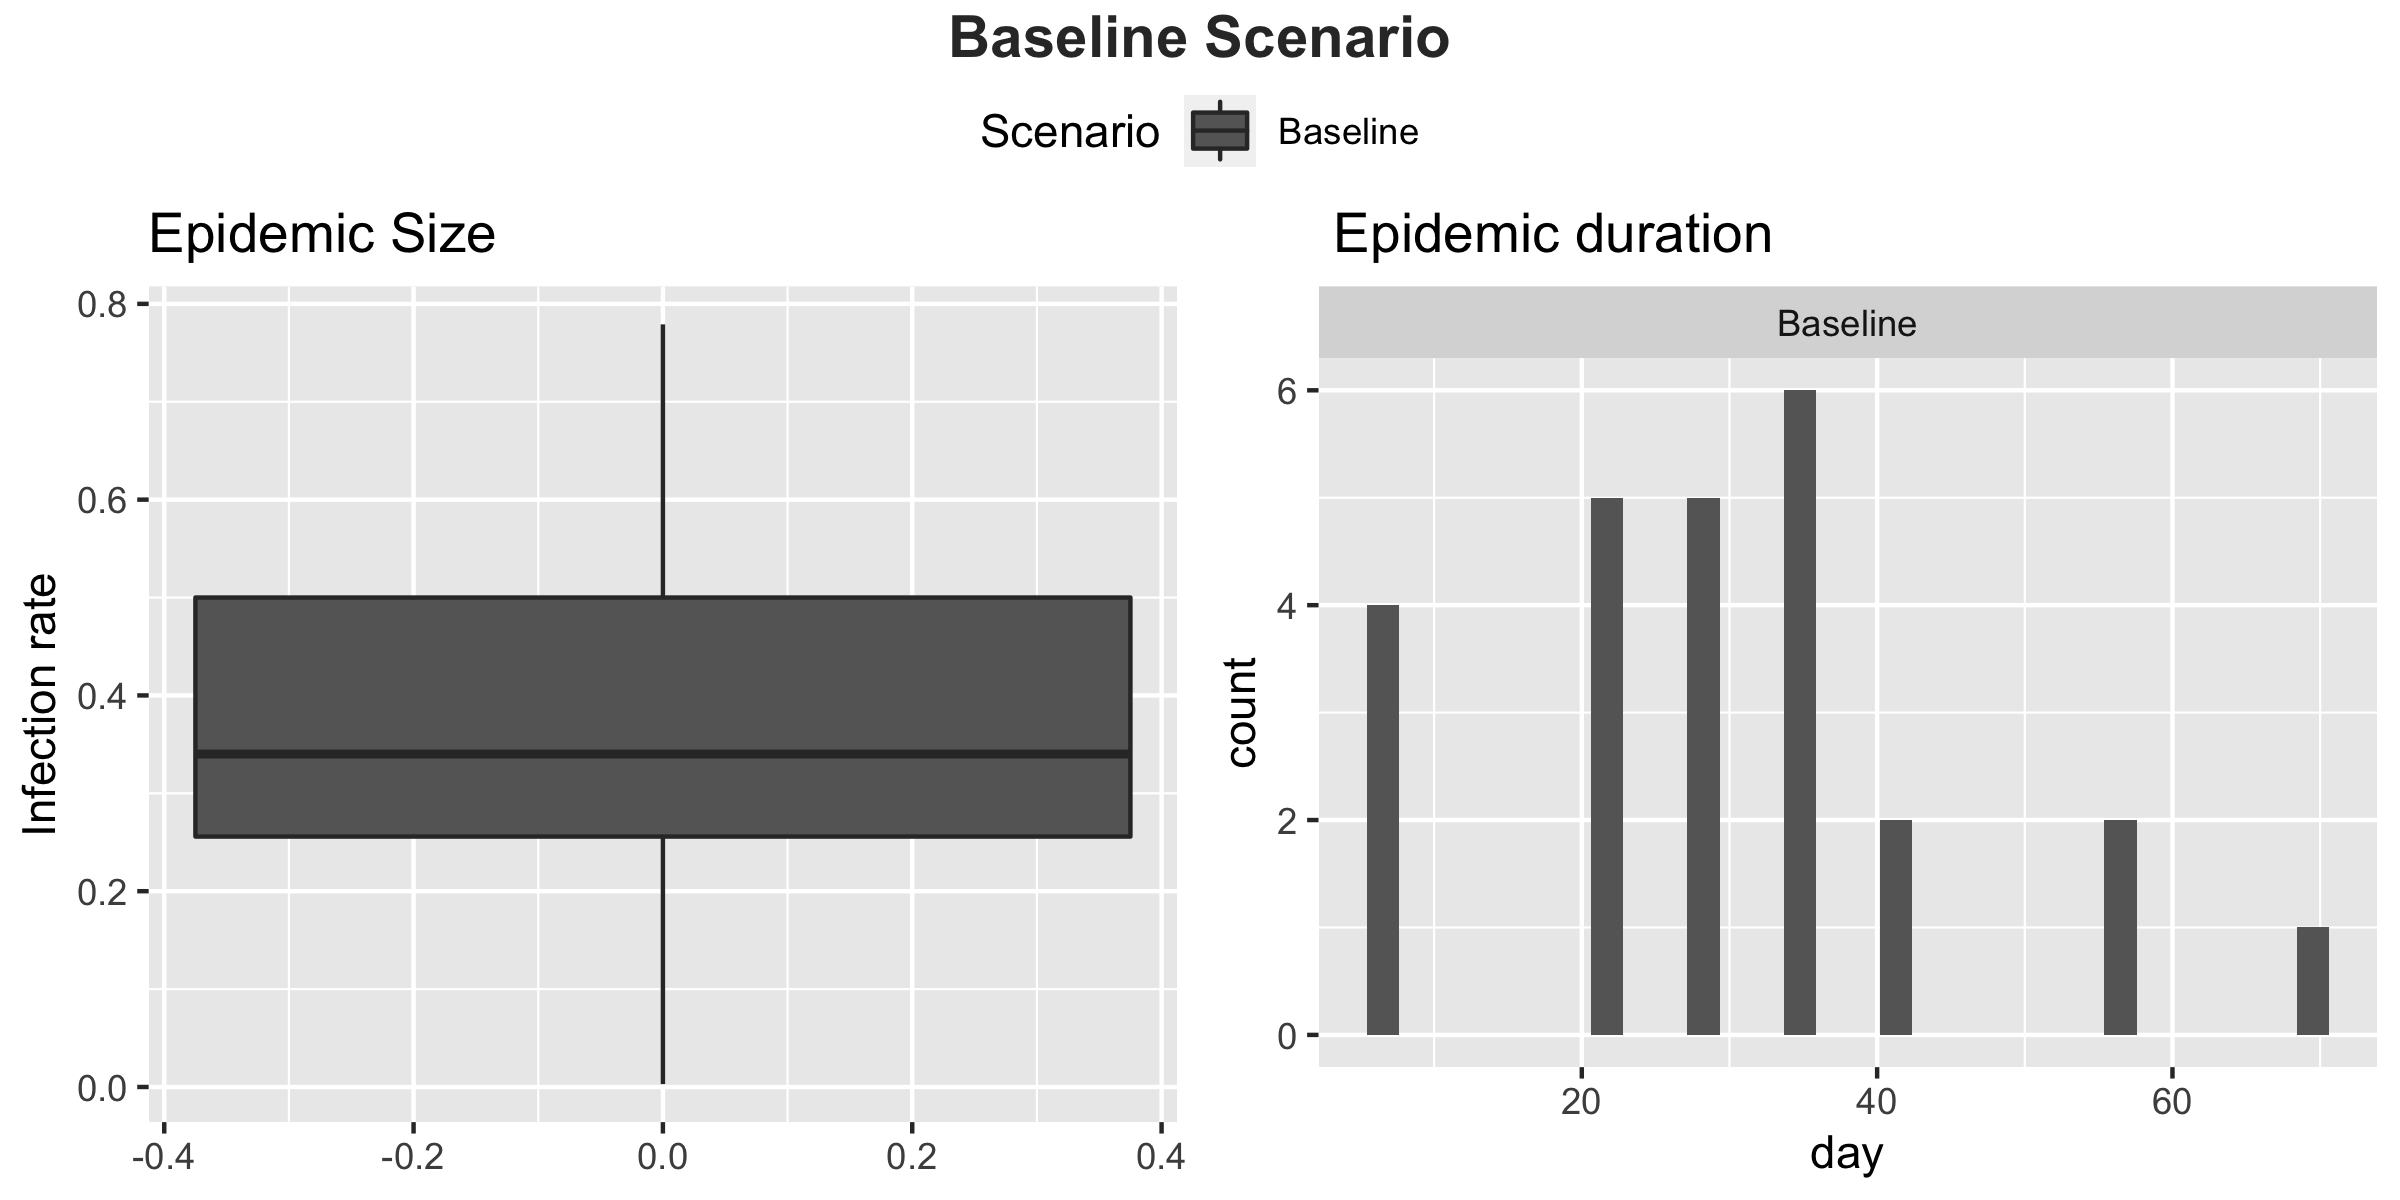 Baseline Scenario
Scenario Baseline
Epidemic Size
Infection rate
0.8
0.6
0.4
0.2
0.0
-0.4 -0.2 0.0 0.2 0.4
Epidemic duration
Baseline
count
6
4
2
0
20 40 60
day